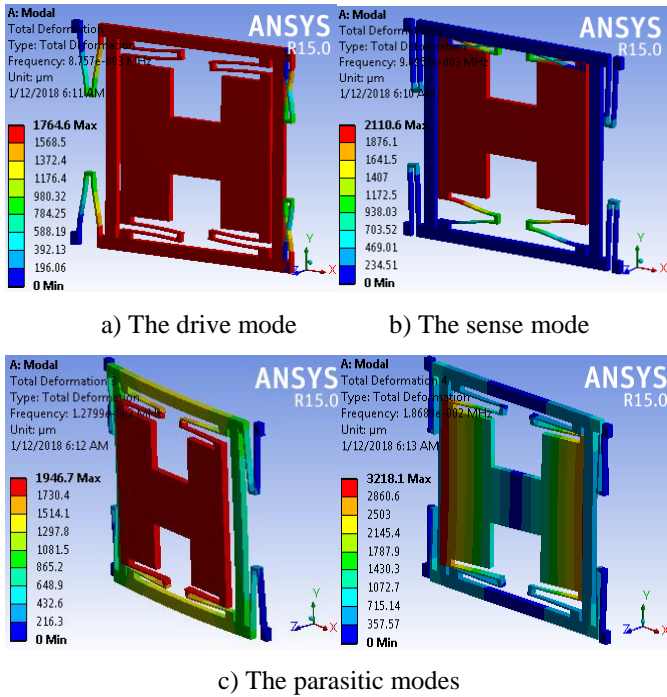 A: Modal
Total Deformation
Type: Total Deformation
Frequency: 8.757e-003 MHz
Unit: µm
1/12/2018 6:11 AM
ANSYS
R15.0
1764.6 Max
1568.5
1372.4
1176.4
980.32
784.25
588.19
392.13
196.06
0 Min
Y
Z
X
a) The drive mode
A: Modal
Total Deformation
Type: Total Deformation
Unit: µm
1/12/2018 6:10 AM
ANSYS
R15.0
2110.6 Max
1876.1
1641.5
1407
1172.5
938.03
703.52
469.01
234.51
0 Min
Y
Z
X
b) The sense mode
A: Modal
Total Deformation 3
Type: Total Deformation
Unit: µm
1/12/2018 6:12 AM
ANSYS
R15.0
1946.7 Max
1730.4
1514.1
1297.8
1081.5
865.2
648.9
432.6
216.3
0 Min
Y
Z
X
A: Modal
Total Deformation 4
Type: Total Deformation
Unit: µm
1/12/2018 6:13 AM
ANSYS
R15.0
3218.1 Max
2860.6
2503
2145.4
1787.9
1430.3
1072.7
715.14
357.57
0 Min
Y
Z
X
c) The parasitic modes